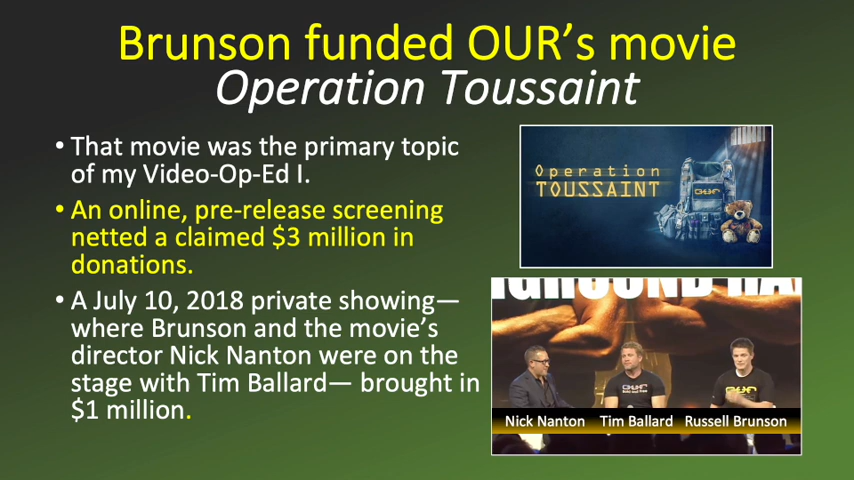 Brunson funded OUR’s movie
Operation Toussaint
• That movie was the primary topic
of my Video-Op-Ed I.
• An online, pre-release screening
netted a claimed $3 million in
donations.
• A July 10, 2018 private showing—
where Brunson and the movie’s
director Nick Nanton were on the
stage with Tim Ballard— brought in
$1 million.
Operation
TOUSSAINT
OUR
Nick Nanton Tim Ballard Russell Brunson